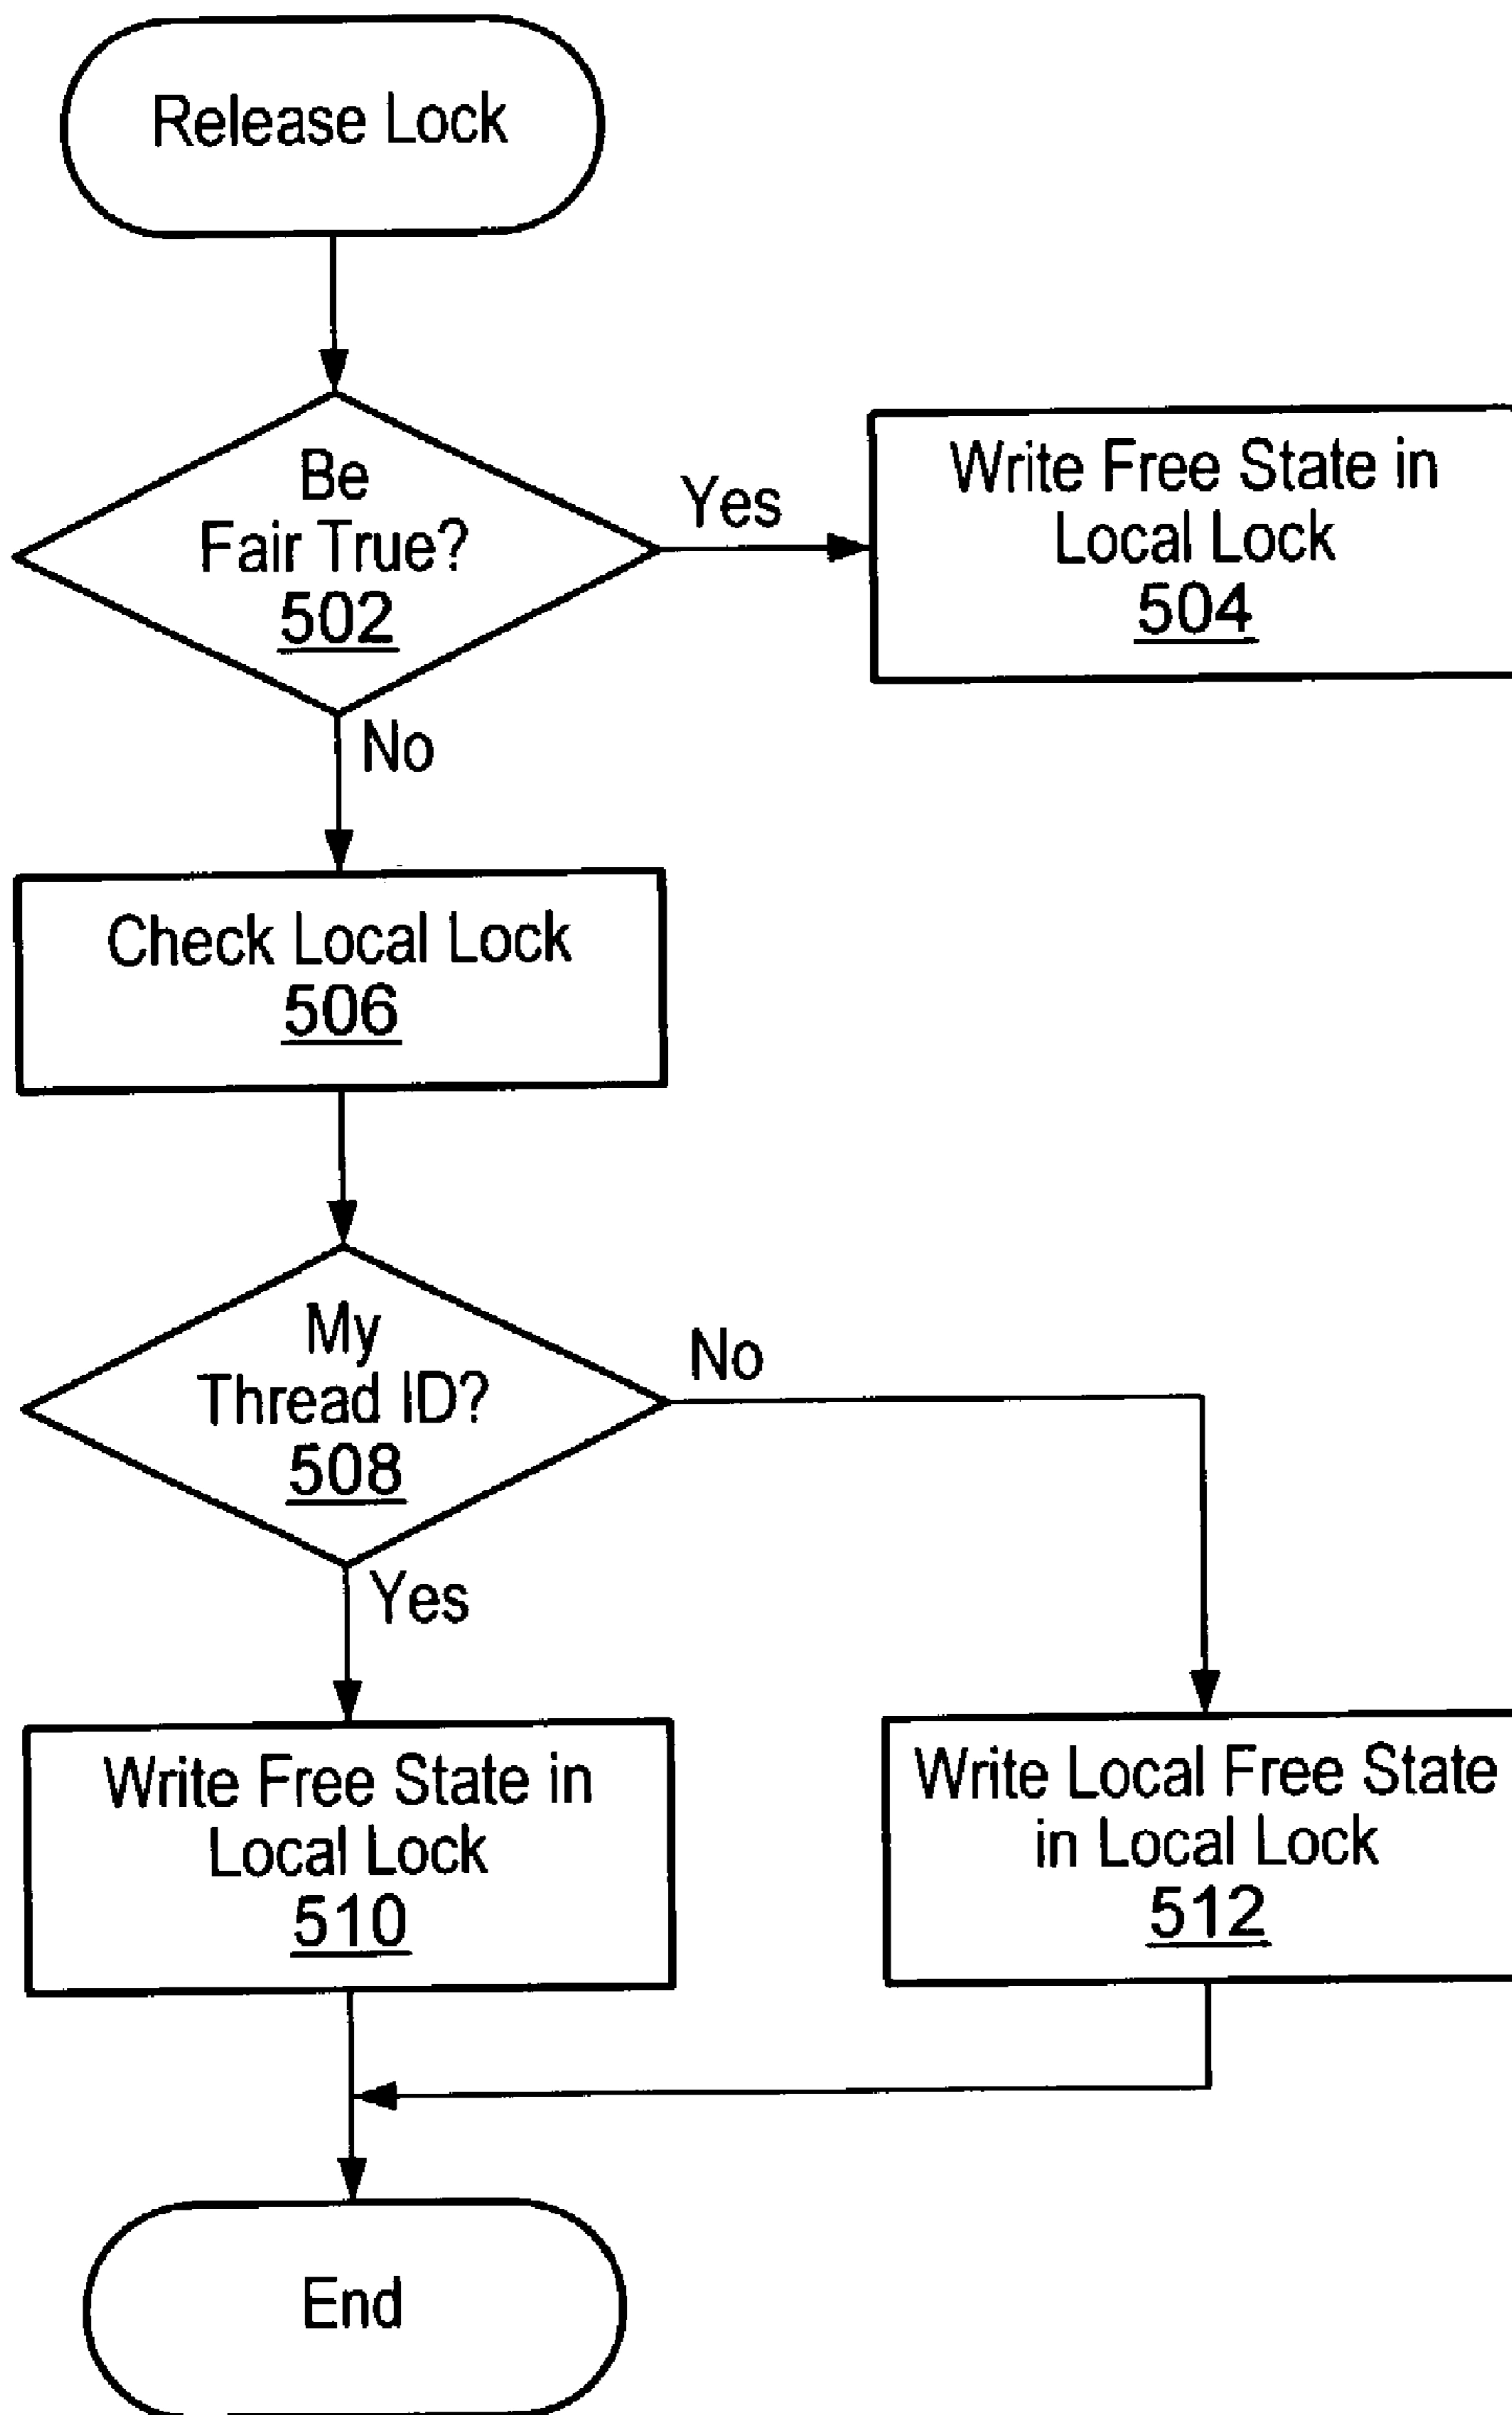 Release Lock
Be
Fair True?
502
Yes
Write Free State in
Local Lock
504
No
Check Local Lock
506
My
Thread ID?
508
No
Yes
Write Free State in
Local Lock
510
Write Local Free State
in Local Lock
512
End